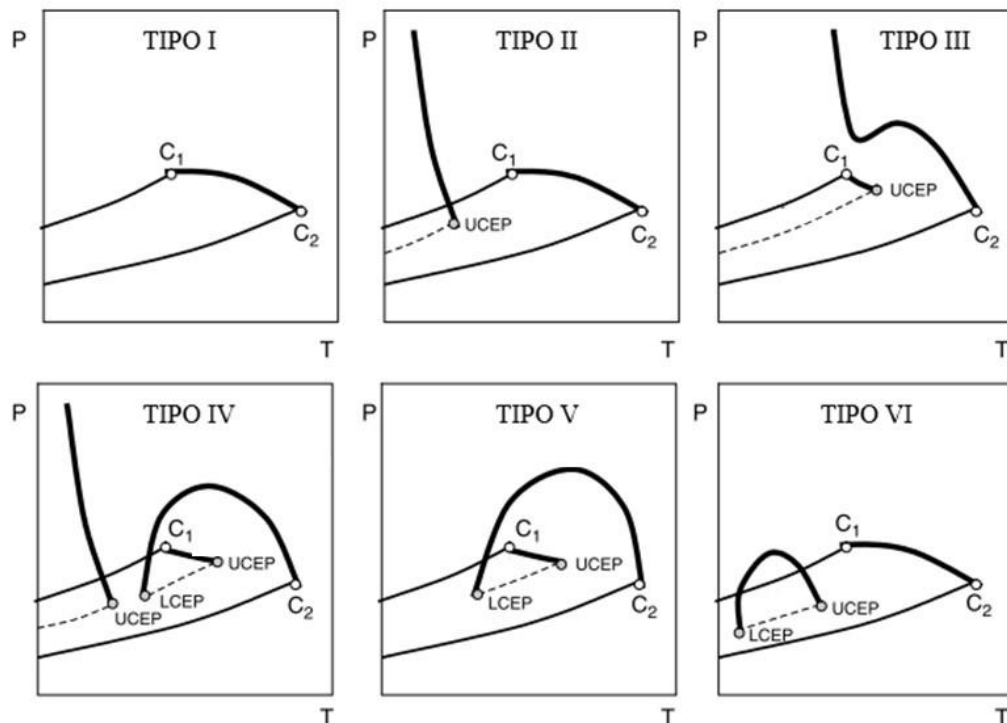 P TIPO I
C₁
C₂
T
P TIPO II
C₁
UCEP
C₂
T
P TIPO III
C₁
UCEP
C₂
T
P TIPO IV
C₁
UCEP
LCEP
UCEP
C₂
T
P TIPO V
C₁
UCEP
LCEP
C₂
T
P TIPO VI
C₁
UCEP
C₂
LCEP
T